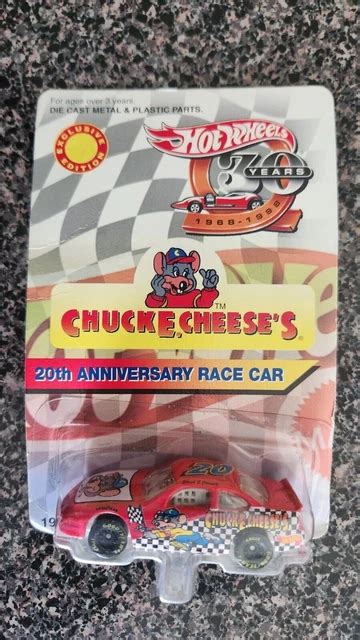 For ages over 3 years.
DIE CAST METAL & PLASTIC PARTS.
EXCLUSIVE EDITION
Hot Wheels
30
YEARS
1968-1998
TM
CHUCK E. CHEESE'S
20th ANNIVERSARY RACE CAR
19
20
CHUCK E. CHEESE'S